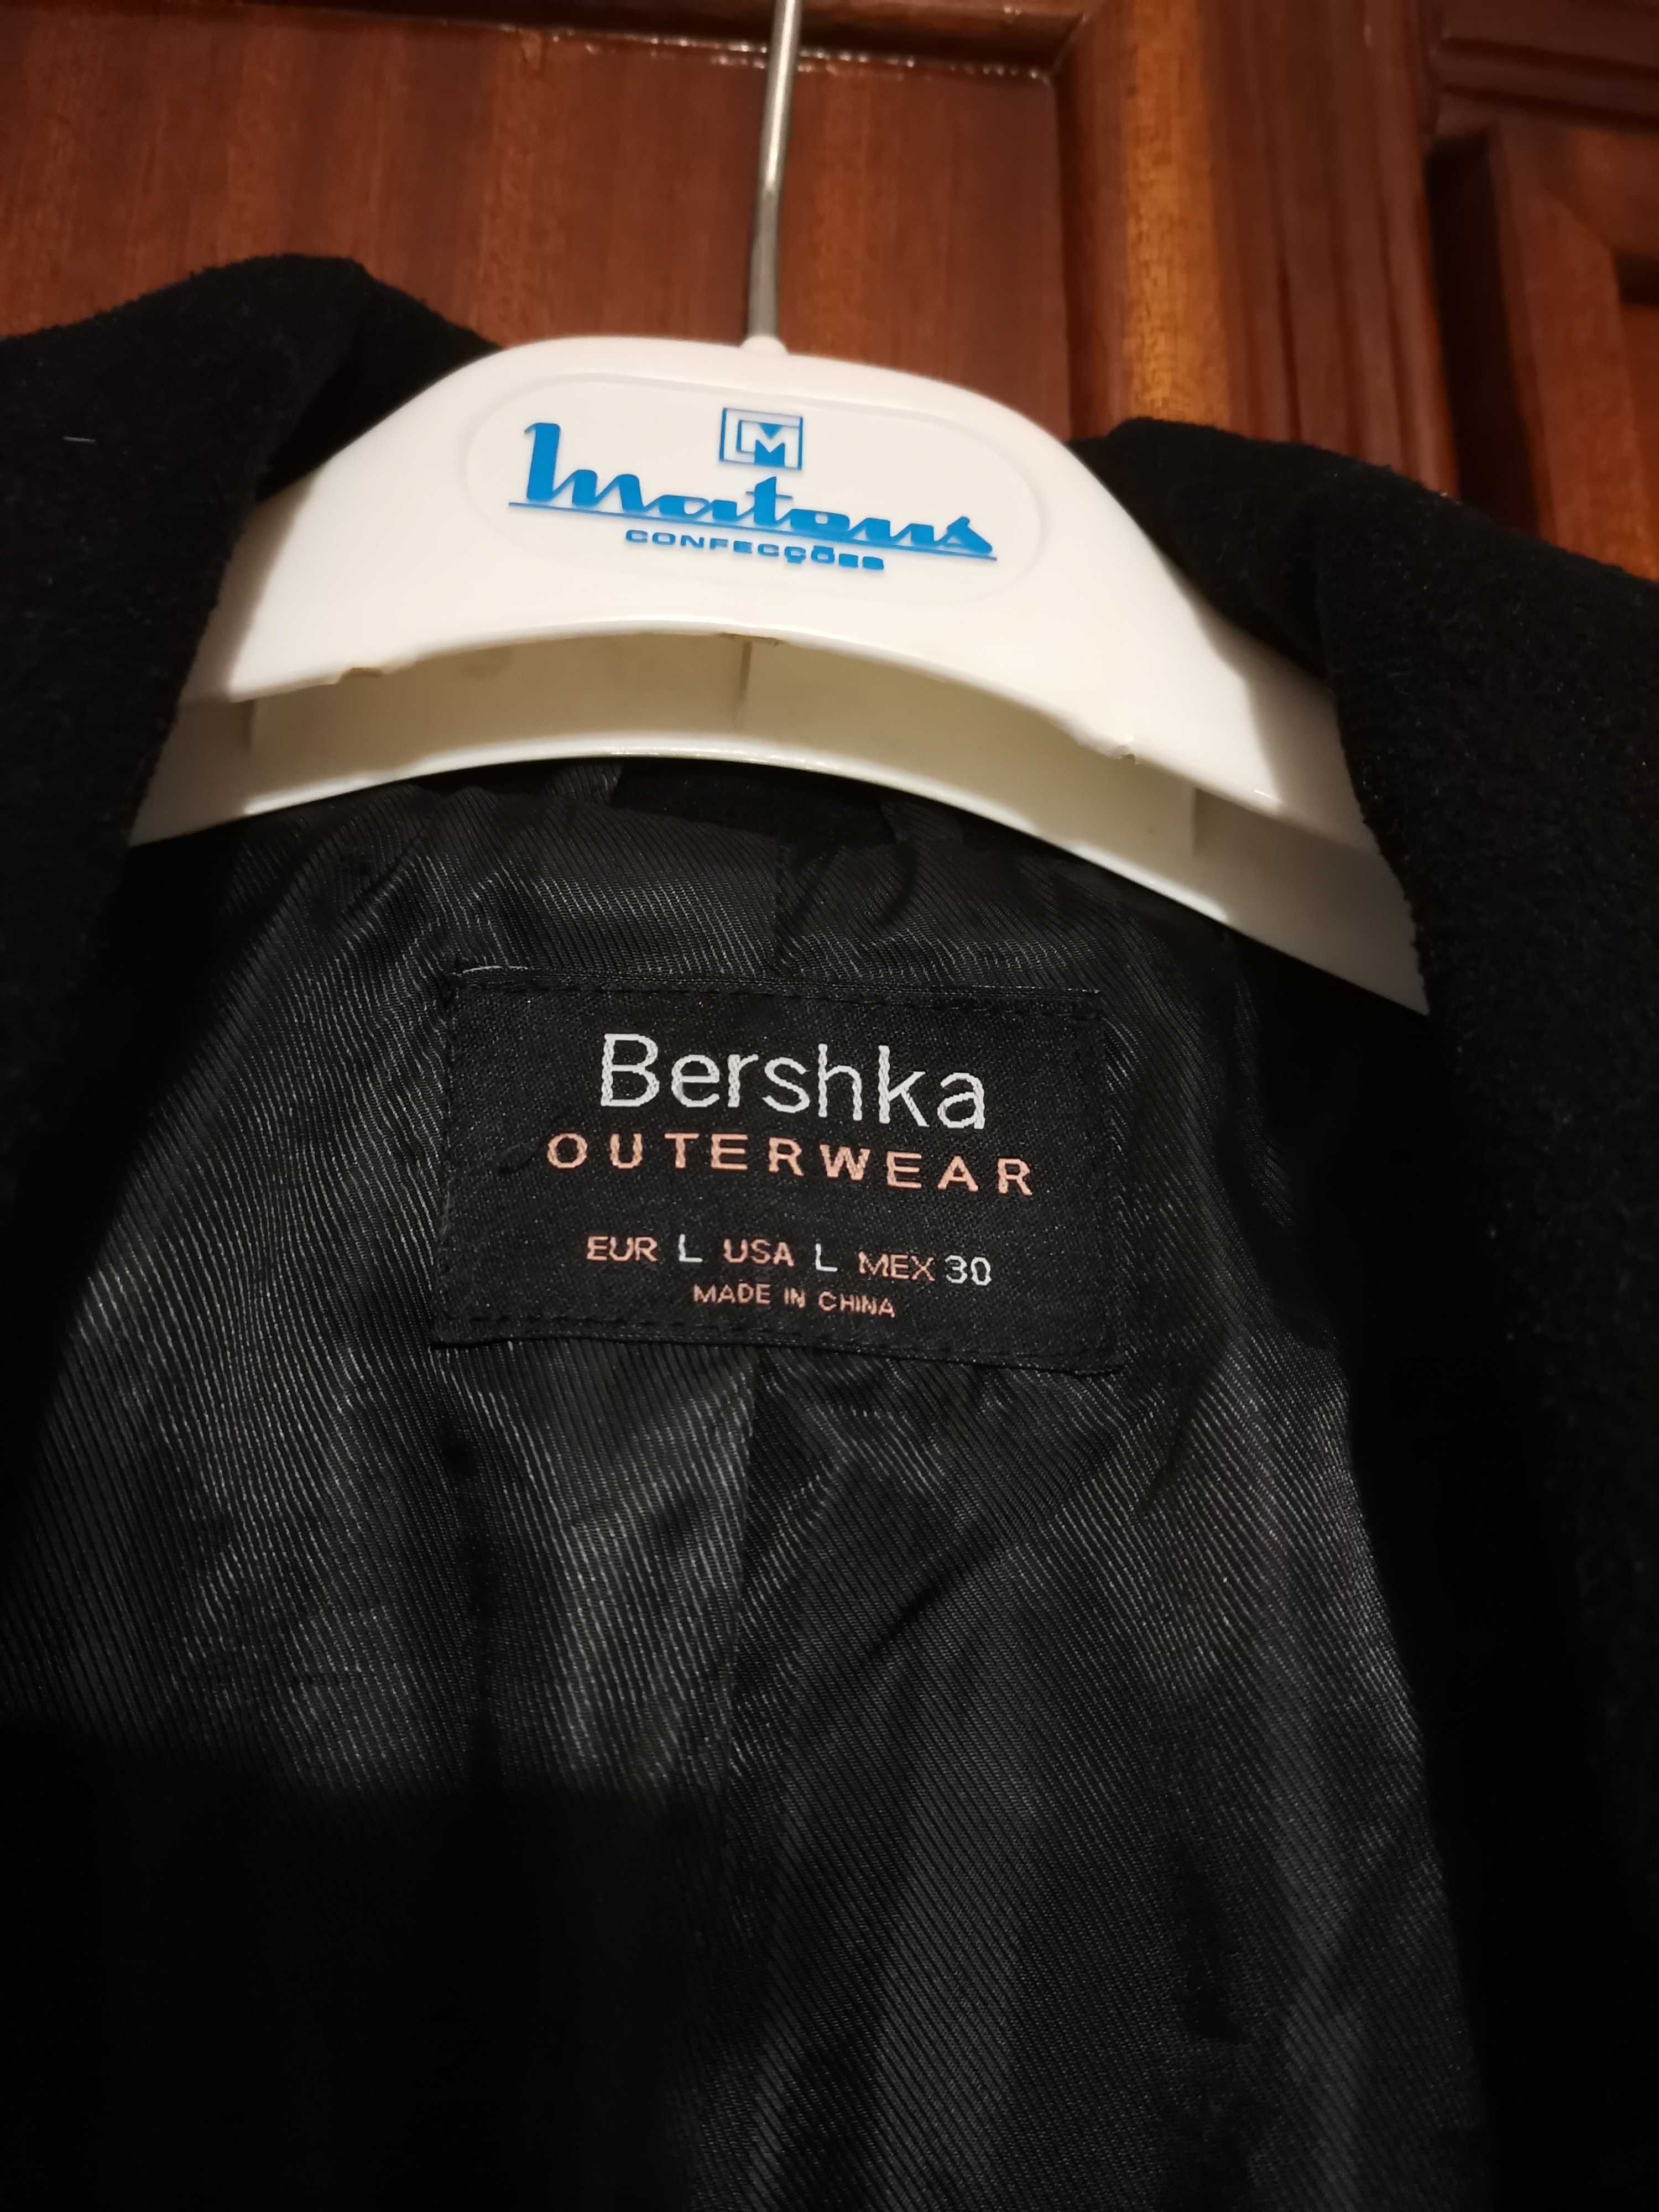 M
Matous
CONFECÇÕES
Bershka
OUTERWEAR
EUR L USA L MEX 30
MADE IN CHINA